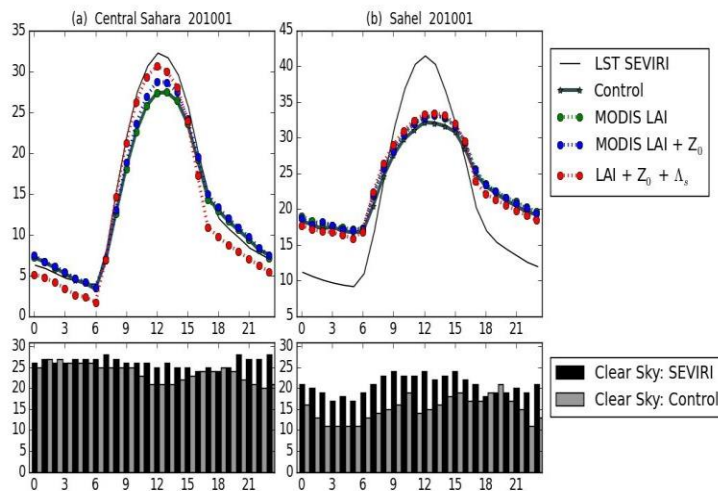 (a) Central Sahara 201001
35
30
25
20
15
10
5
0
0 3 6 9 12 15 18 21
(b) Sahel 201001
45
40
35
30
25
20
15
10
5
0 3 6 9 12 15 18 21
LST SEVIRI
Control
MODIS LAI
MODIS LAI + Z₀
LAI + Z₀ + Λₛ
30
25
20
15
10
5
0
0 3 6 9 12 15 18 21
30
25
20
15
10
5
0
0 3 6 9 12 15 18 21
Clear Sky: SEVIRI
Clear Sky: Control